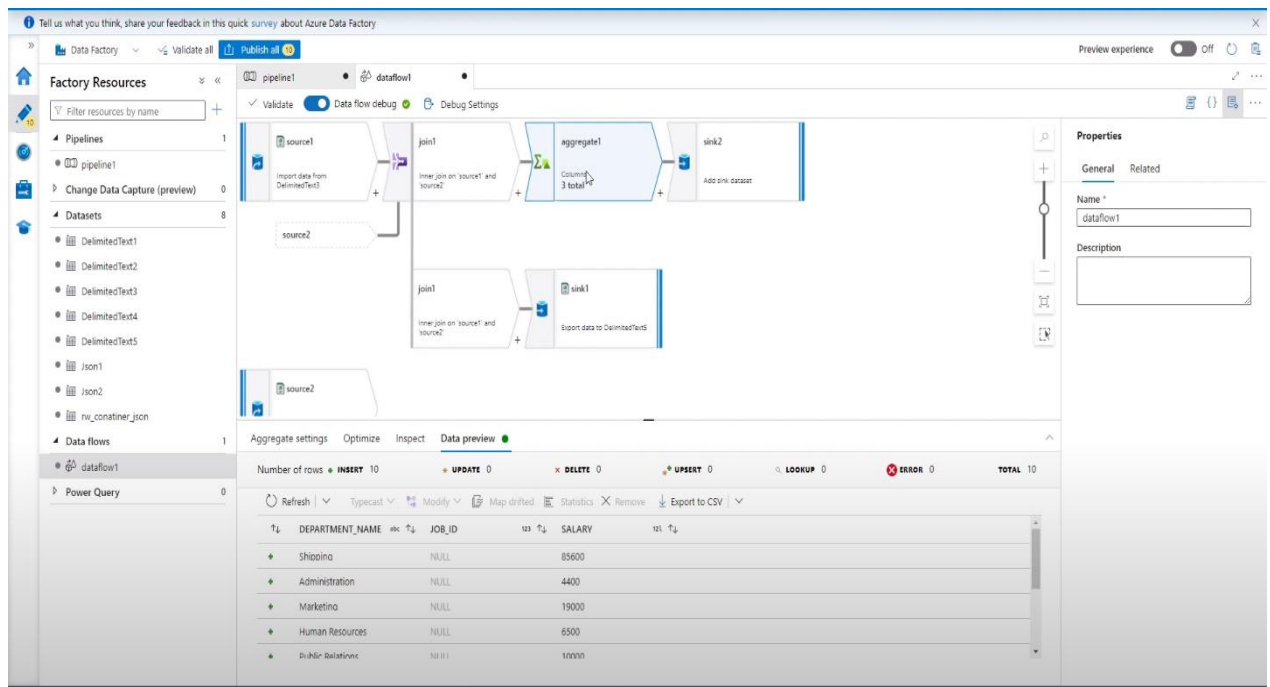 Tell us what you think, share your feedback in this quick survey about Azure Data Factory
Data Factory Validate all Publish all 10 Preview experience Off
Factory Resources
Filter resources by name
10
Pipelines 1
pipeline1
Change Data Capture (preview) 0
Datasets 8
DelimitedText1
DelimitedText2
DelimitedText3
DelimitedText4
DelimitedText5
Json1
Json2
rw_conatiner_json
Data flows 1
dataflow1
Power Query 0
pipeline1 dataflow1
Validate Data flow debug Debug Settings
source1
Import data from
DelimitedText3
join1
Inner join on 'source1' and
'source2'
aggregate1
Columns
3 total
sink2
Add sink dataset
source2
join1
Inner join on 'source1' and
'source2'
sink1
Export data to DelimitedText5
source2
Aggregate settings Optimize Inspect Data preview
Number of rows INSERT 10 UPDATE 0 DELETE 0 UPSERT 0 LOOKUP 0 ERROR 0 TOTAL 10
Refresh Typecast Modify Map drifted Statistics Remove Export to CSV
DEPARTMENT_NAME abc JOB_ID 123 SALARY
Shipping NULL 85600
Administration NULL 4400
Marketing NULL 19000
Human Resources NULL 6500
Public Relations NULL 10000
Properties
General Related
Name *
dataflow1
Description